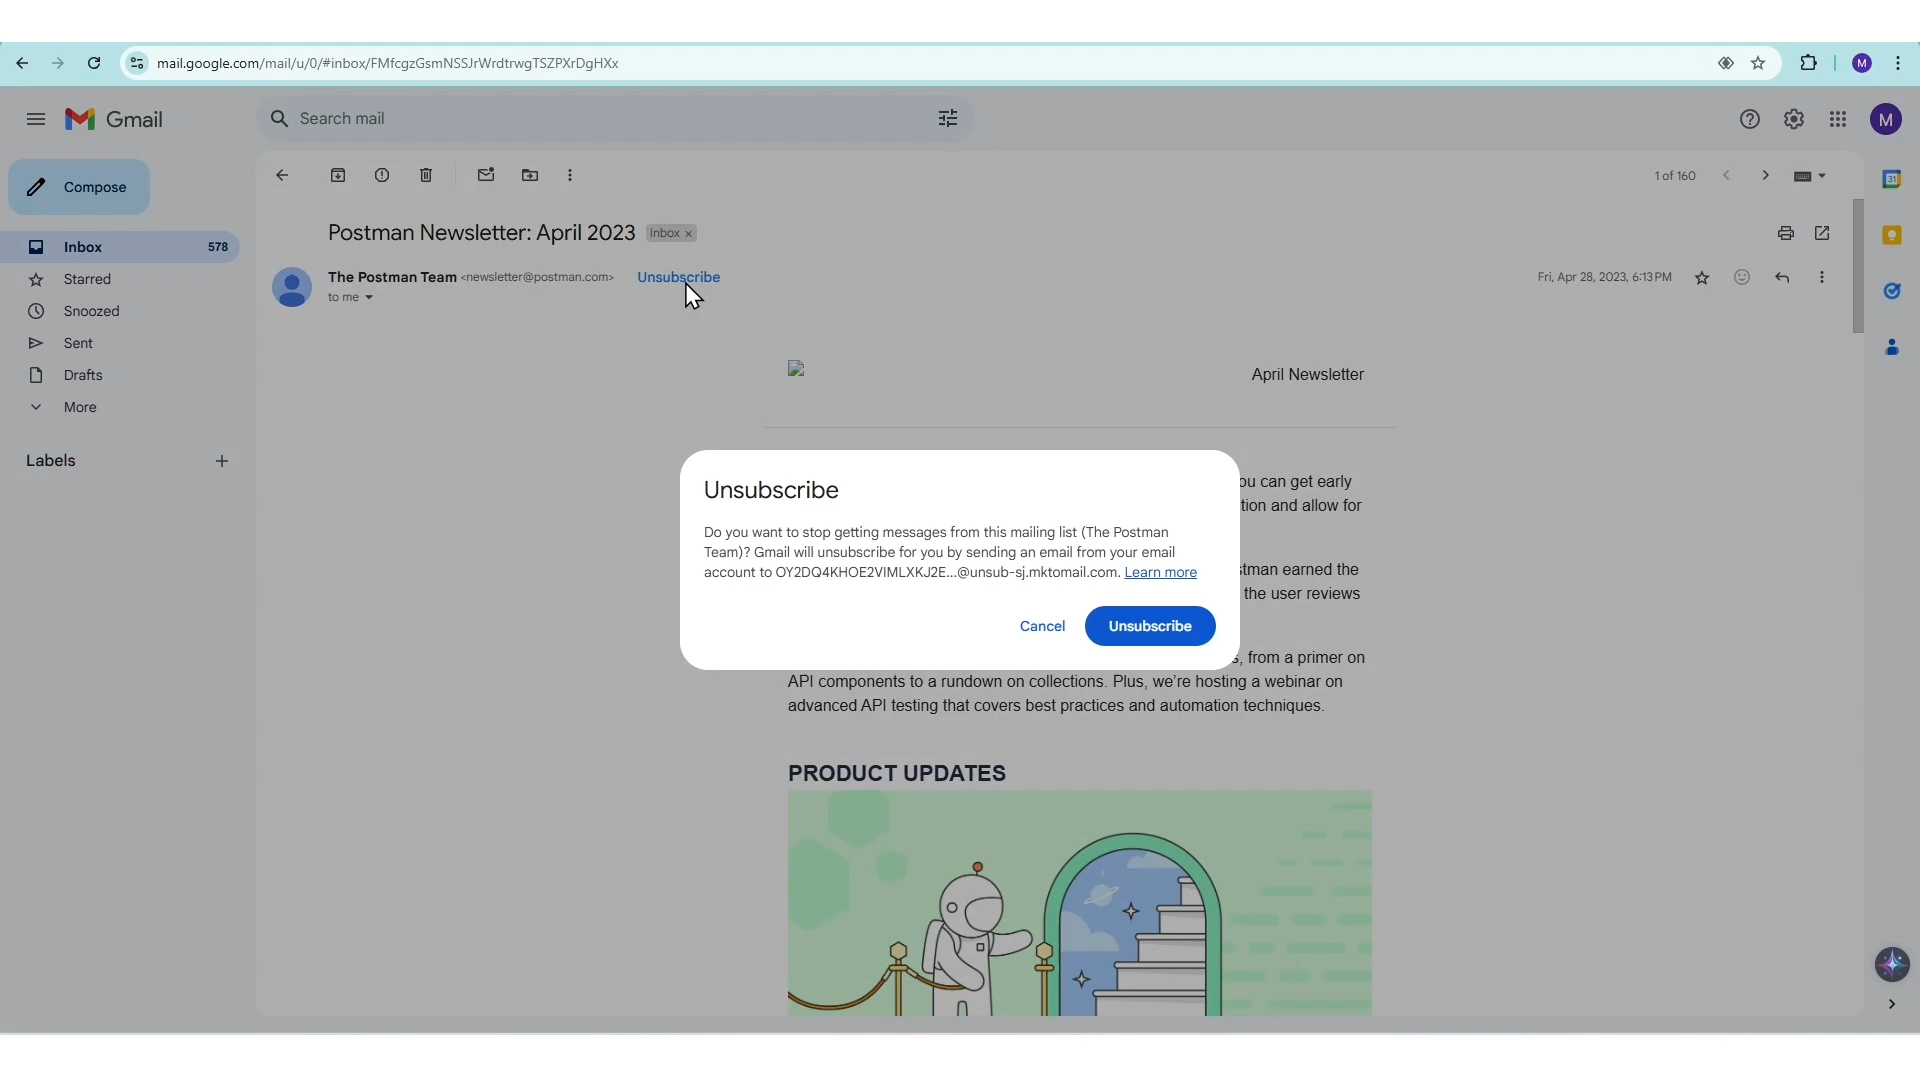 mail.google.com/mail/u/0/#inbox/FMfcgzGsmNSSJrWrdtrwgTSZPXrDgHXx
M
Gmail
Search mail
M
Compose
1 of 160
Postman Newsletter: April 2023 Inbox ×
Inbox 578
The Postman Team <newsletter@postman.com> Unsubscribe
Fri, Apr 28, 2023, 6:13 PM
to me
Starred
Snoozed
Sent
Drafts
More
Labels
31
April Newsletter
ou can get early
tion and allow for
Unsubscribe
Do you want to stop getting messages from this mailing list (The Postman
Team)? Gmail will unsubscribe for you by sending an email from your email
account to OY2DQ4KHOE2VIMLXKJ2E...@unsub-sj.mktomail.com. Learn more
Cancel Unsubscribe
stman earned the
the user reviews
s, from a primer on
API components to a rundown on collections. Plus, we're hosting a webinar on
advanced API testing that covers best practices and automation techniques.
PRODUCT UPDATES